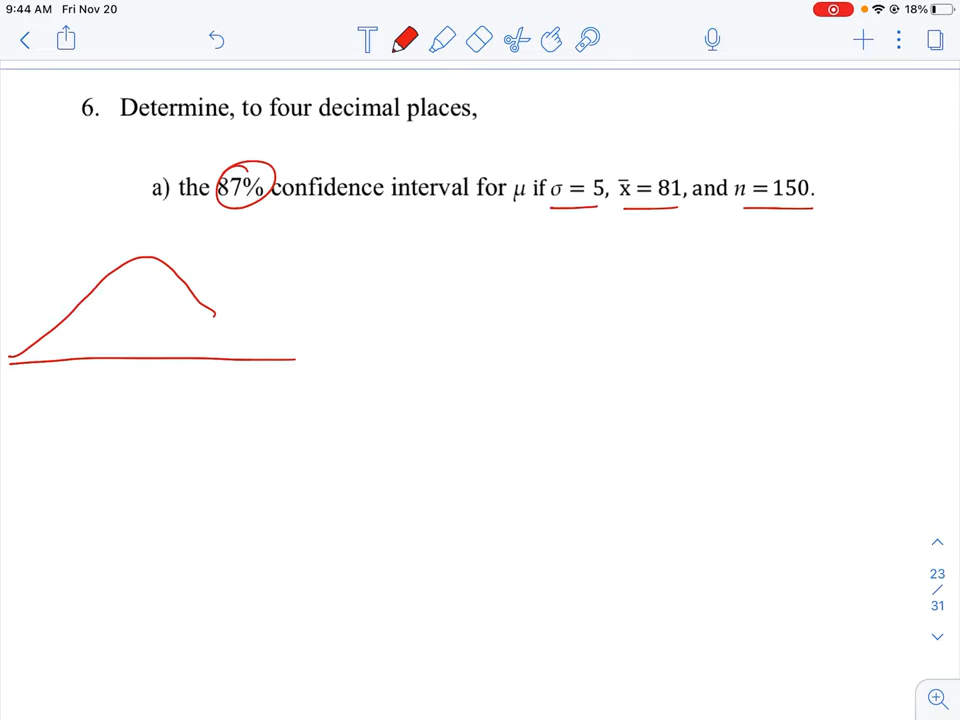 9:44 AM Fri Nov 20
18%
T
6. Determine, to four decimal places,
a) the 87% confidence interval for μ if σ = 5, x̅ = 81, and n = 150.
23
/
31